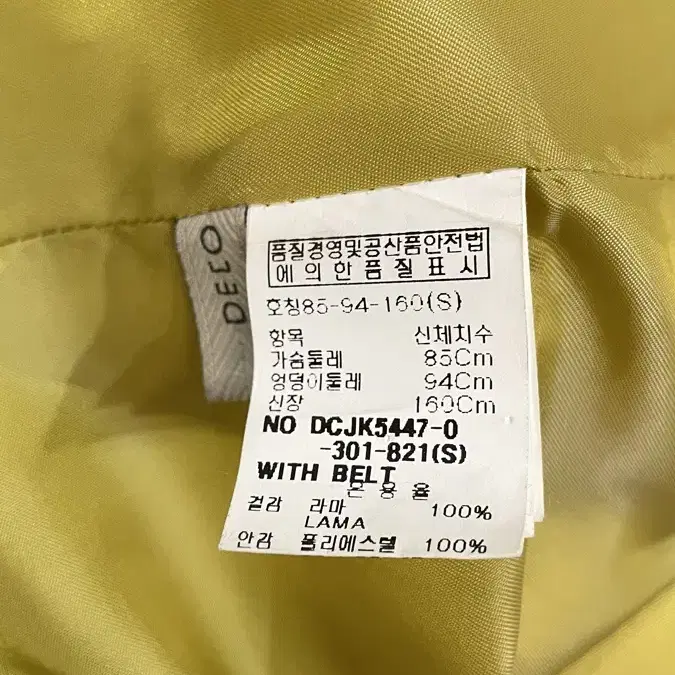 DECO
품질경영및공산품안전법
에 의 한 품 질 표 시
호칭85-94-160(S)
항목 신체치수
가슴둘레 85Cm
엉덩이둘레 94Cm
신장 160Cm
NO DCJK5447-0
-301-821(S)
WITH BELT
혼 용 율
겉감 라마 100%
LAMA
안감 폴리에스텔 100%